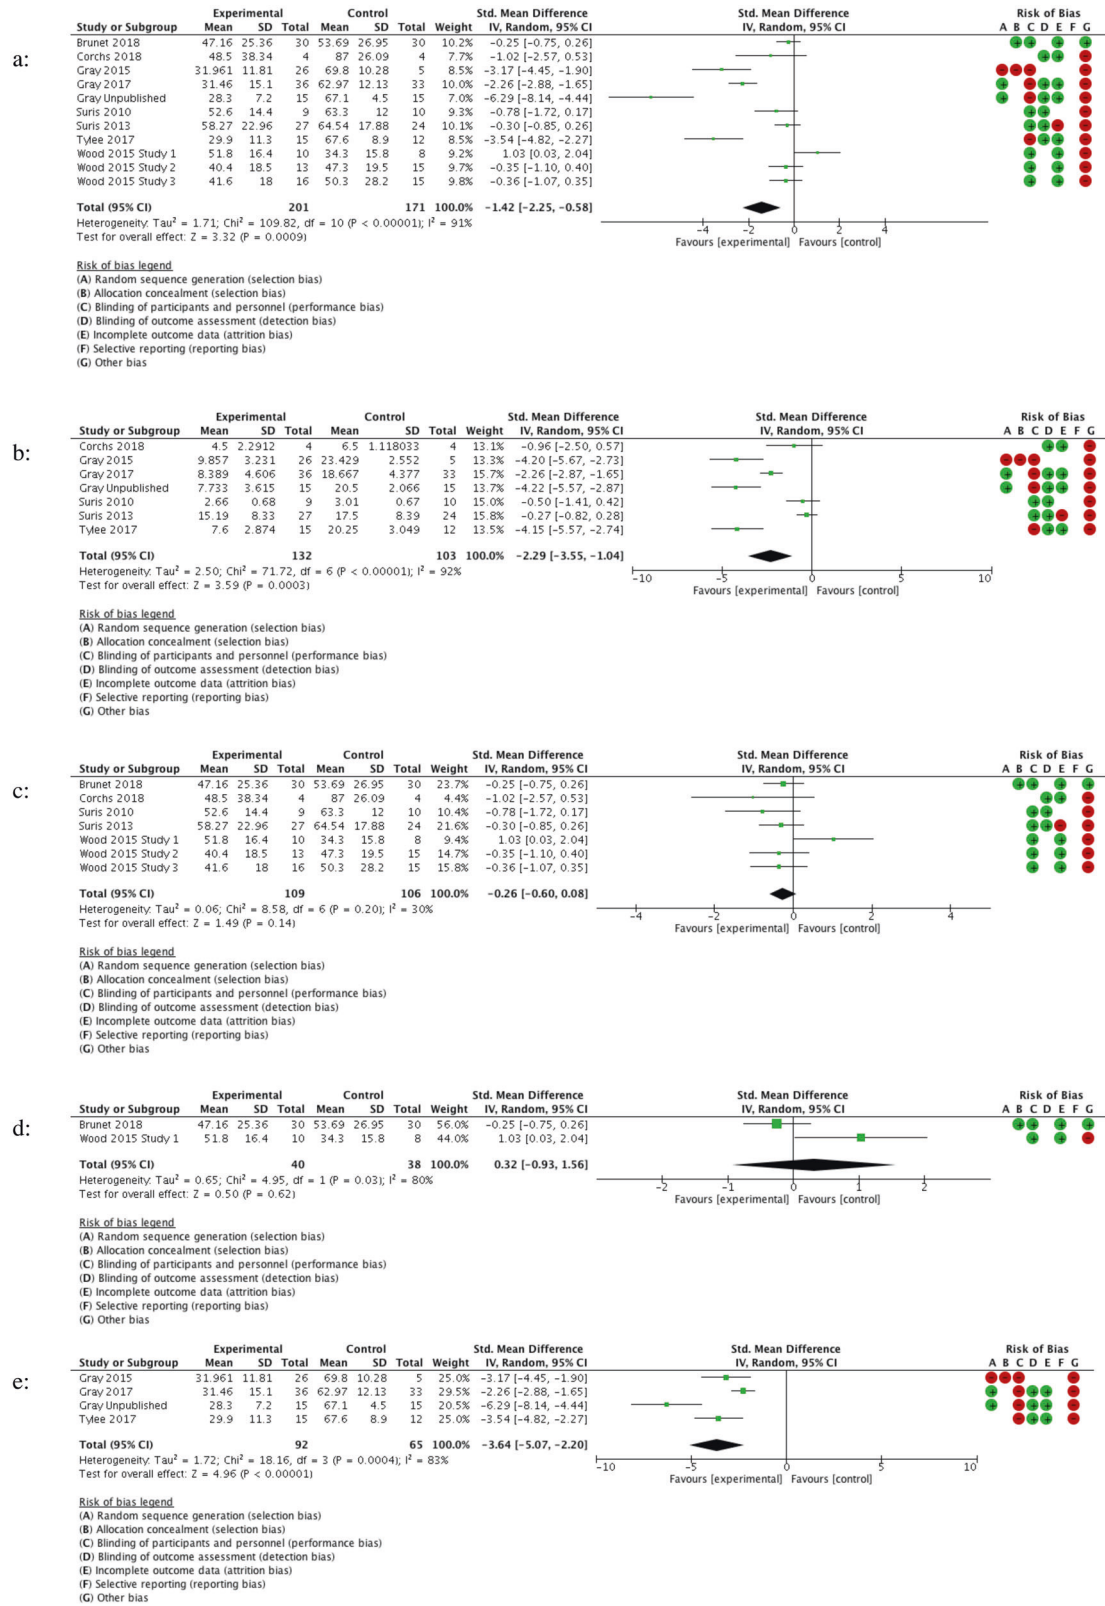 a:
Experimental Control Std. Mean Difference Std. Mean Difference Risk of Bias
Study or Subgroup Mean SD Total Mean SD Total Weight IV, Random, 95% CI IV, Random, 95% CI A B C D E F G
Brunet 2018 47.16 25.36 30 53.69 26.95 30 10.2% −0.25 [−0.75, 0.26]
Corchs 2018 48.5 38.34 4 87 26.09 4 7.7% −1.02 [−2.57, 0.53]
Gray 2015 31.961 11.81 26 69.8 10.28 5 8.5% −3.17 [−4.45, −1.90]
Gray 2017 31.46 15.1 36 62.97 12.13 33 10.0% −2.26 [−2.88, −1.65]
Gray Unpublished 28.3 7.2 15 67.1 4.5 15 7.0% −6.29 [−8.14, −4.44]
Suris 2010 52.6 14.4 9 63.3 12 10 9.3% −0.78 [−1.72, 0.17]
Suris 2013 58.27 22.96 27 64.54 17.88 24 10.1% −0.30 [−0.85, 0.26]
Tylee 2017 29.9 11.3 15 67.6 8.9 12 8.5% −3.54 [−4.82, −2.27]
Wood 2015 Study 1 51.8 16.4 10 34.3 15.8 8 9.2% 1.03 [0.03, 2.04]
Wood 2015 Study 2 40.4 18.5 13 47.3 19.5 15 9.7% −0.35 [−1.10, 0.40]
Wood 2015 Study 3 41.6 18 16 50.3 28.2 15 9.8% −0.36 [−1.07, 0.35]
Total (95% CI) 201 171 100.0% −1.42 [−2.25, −0.58]
Heterogeneity: Tau² = 1.71; Chi² = 109.82, df = 10 (P < 0.00001); I² = 91%
Test for overall effect: Z = 3.32 (P = 0.0009)
−4 −2 0 2 4
Favours [experimental] Favours [control]
Risk of bias legend
(A) Random sequence generation (selection bias)
(B) Allocation concealment (selection bias)
(C) Blinding of participants and personnel (performance bias)
(D) Blinding of outcome assessment (detection bias)
(E) Incomplete outcome data (attrition bias)
(F) Selective reporting (reporting bias)
(G) Other bias
b:
Experimental Control Std. Mean Difference Std. Mean Difference Risk of Bias
Study or Subgroup Mean SD Total Mean SD Total Weight IV, Random, 95% CI IV, Random, 95% CI A B C D E F G
Corchs 2018 4.5 2.2912 4 6.5 1.118033 4 13.1% −0.96 [−2.50, 0.57]
Gray 2015 9.857 3.231 26 23.429 2.552 5 13.3% −4.20 [−5.67, −2.73]
Gray 2017 8.389 4.606 36 18.667 4.377 33 15.7% −2.26 [−2.87, −1.65]
Gray Unpublished 7.733 3.615 15 20.5 2.066 15 13.7% −4.22 [−5.57, −2.87]
Suris 2010 2.66 0.68 9 3.01 0.67 10 15.0% −0.50 [−1.41, 0.42]
Suris 2013 15.19 8.33 27 17.5 8.39 24 15.8% −0.27 [−0.82, 0.28]
Tylee 2017 7.6 2.874 15 20.25 3.049 12 13.5% −4.15 [−5.57, −2.74]
Total (95% CI) 132 103 100.0% −2.29 [−3.55, −1.04]
Heterogeneity: Tau² = 2.50; Chi² = 71.72, df = 6 (P < 0.00001); I² = 92%
Test for overall effect: Z = 3.59 (P = 0.0003)
−10 −5 0 5 10
Favours [experimental] Favours [control]
Risk of bias legend
(A) Random sequence generation (selection bias)
(B) Allocation concealment (selection bias)
(C) Blinding of participants and personnel (performance bias)
(D) Blinding of outcome assessment (detection bias)
(E) Incomplete outcome data (attrition bias)
(F) Selective reporting (reporting bias)
(G) Other bias
c:
Experimental Control Std. Mean Difference Std. Mean Difference Risk of Bias
Study or Subgroup Mean SD Total Mean SD Total Weight IV, Random, 95% CI IV, Random, 95% CI A B C D E F G
Brunet 2018 47.16 25.36 30 53.69 26.95 30 23.7% −0.25 [−0.75, 0.26]
Corchs 2018 48.5 38.34 4 87 26.09 4 4.4% −1.02 [−2.57, 0.53]
Suris 2010 52.6 14.4 9 63.3 12 10 10.4% −0.78 [−1.72, 0.17]
Suris 2013 58.27 22.96 27 64.54 17.88 24 21.6% −0.30 [−0.85, 0.26]
Wood 2015 Study 1 51.8 16.4 10 34.3 15.8 8 9.4% 1.03 [0.03, 2.04]
Wood 2015 Study 2 40.4 18.5 13 47.3 19.5 15 14.7% −0.35 [−1.10, 0.40]
Wood 2015 Study 3 41.6 18 16 50.3 28.2 15 15.8% −0.36 [−1.07, 0.35]
Total (95% CI) 109 106 100.0% −0.26 [−0.60, 0.08]
Heterogeneity: Tau² = 0.06; Chi² = 8.58, df = 6 (P = 0.20); I² = 30%
Test for overall effect: Z = 1.49 (P = 0.14)
−4 −2 0 2 4
Favours [experimental] Favours [control]
Risk of bias legend
(A) Random sequence generation (selection bias)
(B) Allocation concealment (selection bias)
(C) Blinding of participants and personnel (performance bias)
(D) Blinding of outcome assessment (detection bias)
(E) Incomplete outcome data (attrition bias)
(F) Selective reporting (reporting bias)
(G) Other bias
d:
Experimental Control Std. Mean Difference Std. Mean Difference Risk of Bias
Study or Subgroup Mean SD Total Mean SD Total Weight IV, Random, 95% CI IV, Random, 95% CI A B C D E F G
Brunet 2018 47.16 25.36 30 53.69 26.95 30 56.0% −0.25 [−0.75, 0.26]
Wood 2015 Study 1 51.8 16.4 10 34.3 15.8 8 44.0% 1.03 [0.03, 2.04]
Total (95% CI) 40 38 100.0% 0.32 [−0.93, 1.56]
Heterogeneity: Tau² = 0.65; Chi² = 4.95, df = 1 (P = 0.03); I² = 80%
Test for overall effect: Z = 0.50 (P = 0.62)
−2 −1 0 1 2
Favours [experimental] Favours [control]
Risk of bias legend
(A) Random sequence generation (selection bias)
(B) Allocation concealment (selection bias)
(C) Blinding of participants and personnel (performance bias)
(D) Blinding of outcome assessment (detection bias)
(E) Incomplete outcome data (attrition bias)
(F) Selective reporting (reporting bias)
(G) Other bias
e:
Experimental Control Std. Mean Difference Std. Mean Difference Risk of Bias
Study or Subgroup Mean SD Total Mean SD Total Weight IV, Random, 95% CI IV, Random, 95% CI A B C D E F G
Gray 2015 31.961 11.81 26 69.8 10.28 5 25.0% −3.17 [−4.45, −1.90]
Gray 2017 31.46 15.1 36 62.97 12.13 33 29.5% −2.26 [−2.88, −1.65]
Gray Unpublished 28.3 7.2 15 67.1 4.5 15 20.5% −6.29 [−8.14, −4.44]
Tylee 2017 29.9 11.3 15 67.6 8.9 12 25.0% −3.54 [−4.82, −2.27]
Total (95% CI) 92 65 100.0% −3.64 [−5.07, −2.20]
Heterogeneity: Tau² = 1.72; Chi² = 18.16, df = 3 (P = 0.0004); I² = 83%
Test for overall effect: Z = 4.96 (P < 0.00001)
−10 −5 0 5 10
Favours [experimental] Favours [control]
Risk of bias legend
(A) Random sequence generation (selection bias)
(B) Allocation concealment (selection bias)
(C) Blinding of participants and personnel (performance bias)
(D) Blinding of outcome assessment (detection bias)
(E) Incomplete outcome data (attrition bias)
(F) Selective reporting (reporting bias)
(G) Other bias